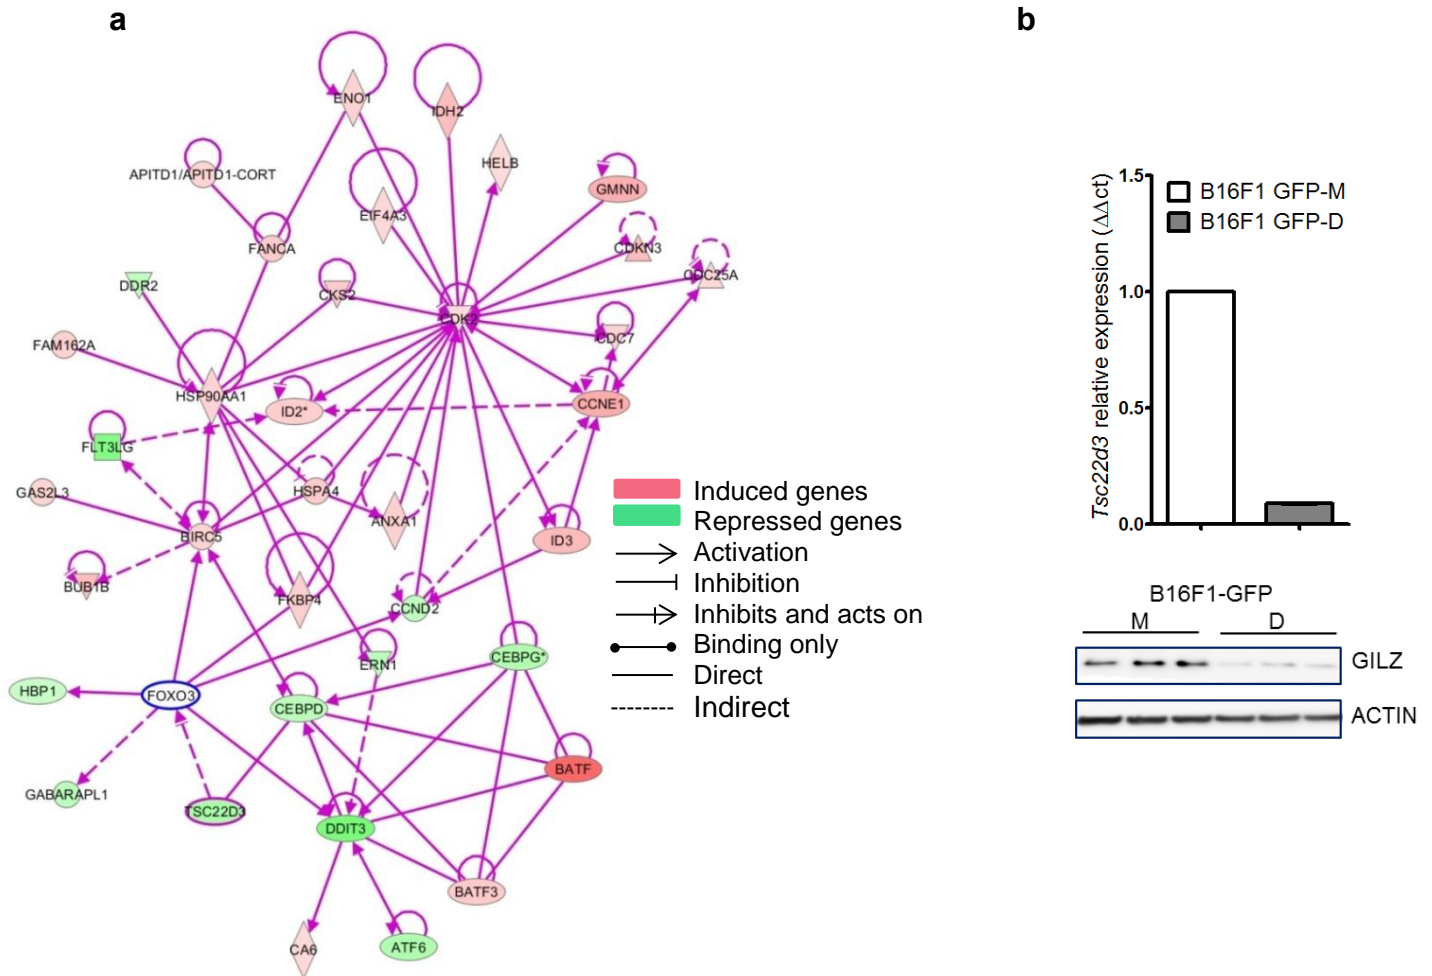 a
ENO1
IDH2
HELB
APITD1/APITD1-CORT
GMNN
EIF4A3
FANCA
CDKN3
CDC25A
DDR2
CKS2
CDK2
CDC7
FAM162A
HSP90AA1
ID2*
CCNE1
FLT3LG
GAS2L3
HSPA4
ANXA1
BIRC5
ID3
BUB1B
FKBP4
CCND2
ERN1
CEBPG*
HBP1
FOXO3
CEBPD
BATF
GABARAPL1
TSC22D3
DDIT3
BATF3
CA6
ATF6
Induced genes
Repressed genes
Activation
Inhibition
Inhibits and acts on
Binding only
Direct
Indirect
b
Tsc22d3 relative expression (ΔΔct)
1.5
1.0
0.5
0.0
B16F1 GFP-M
B16F1 GFP-D
B16F1-GFP
M D
GILZ
ACTIN